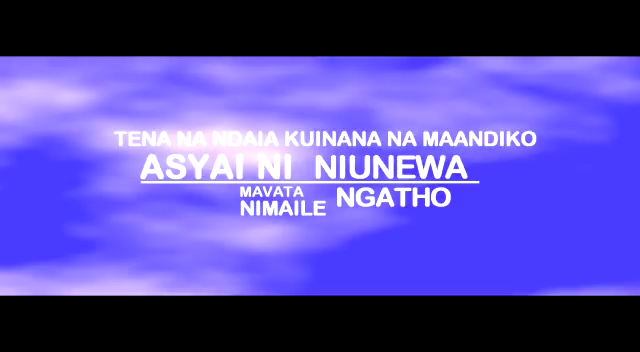 TENA NA NDAIA KUINANA NA MAANDIKO
ASYAI NI NIUNEWA
MAVATA NGATHO
NIMAILE